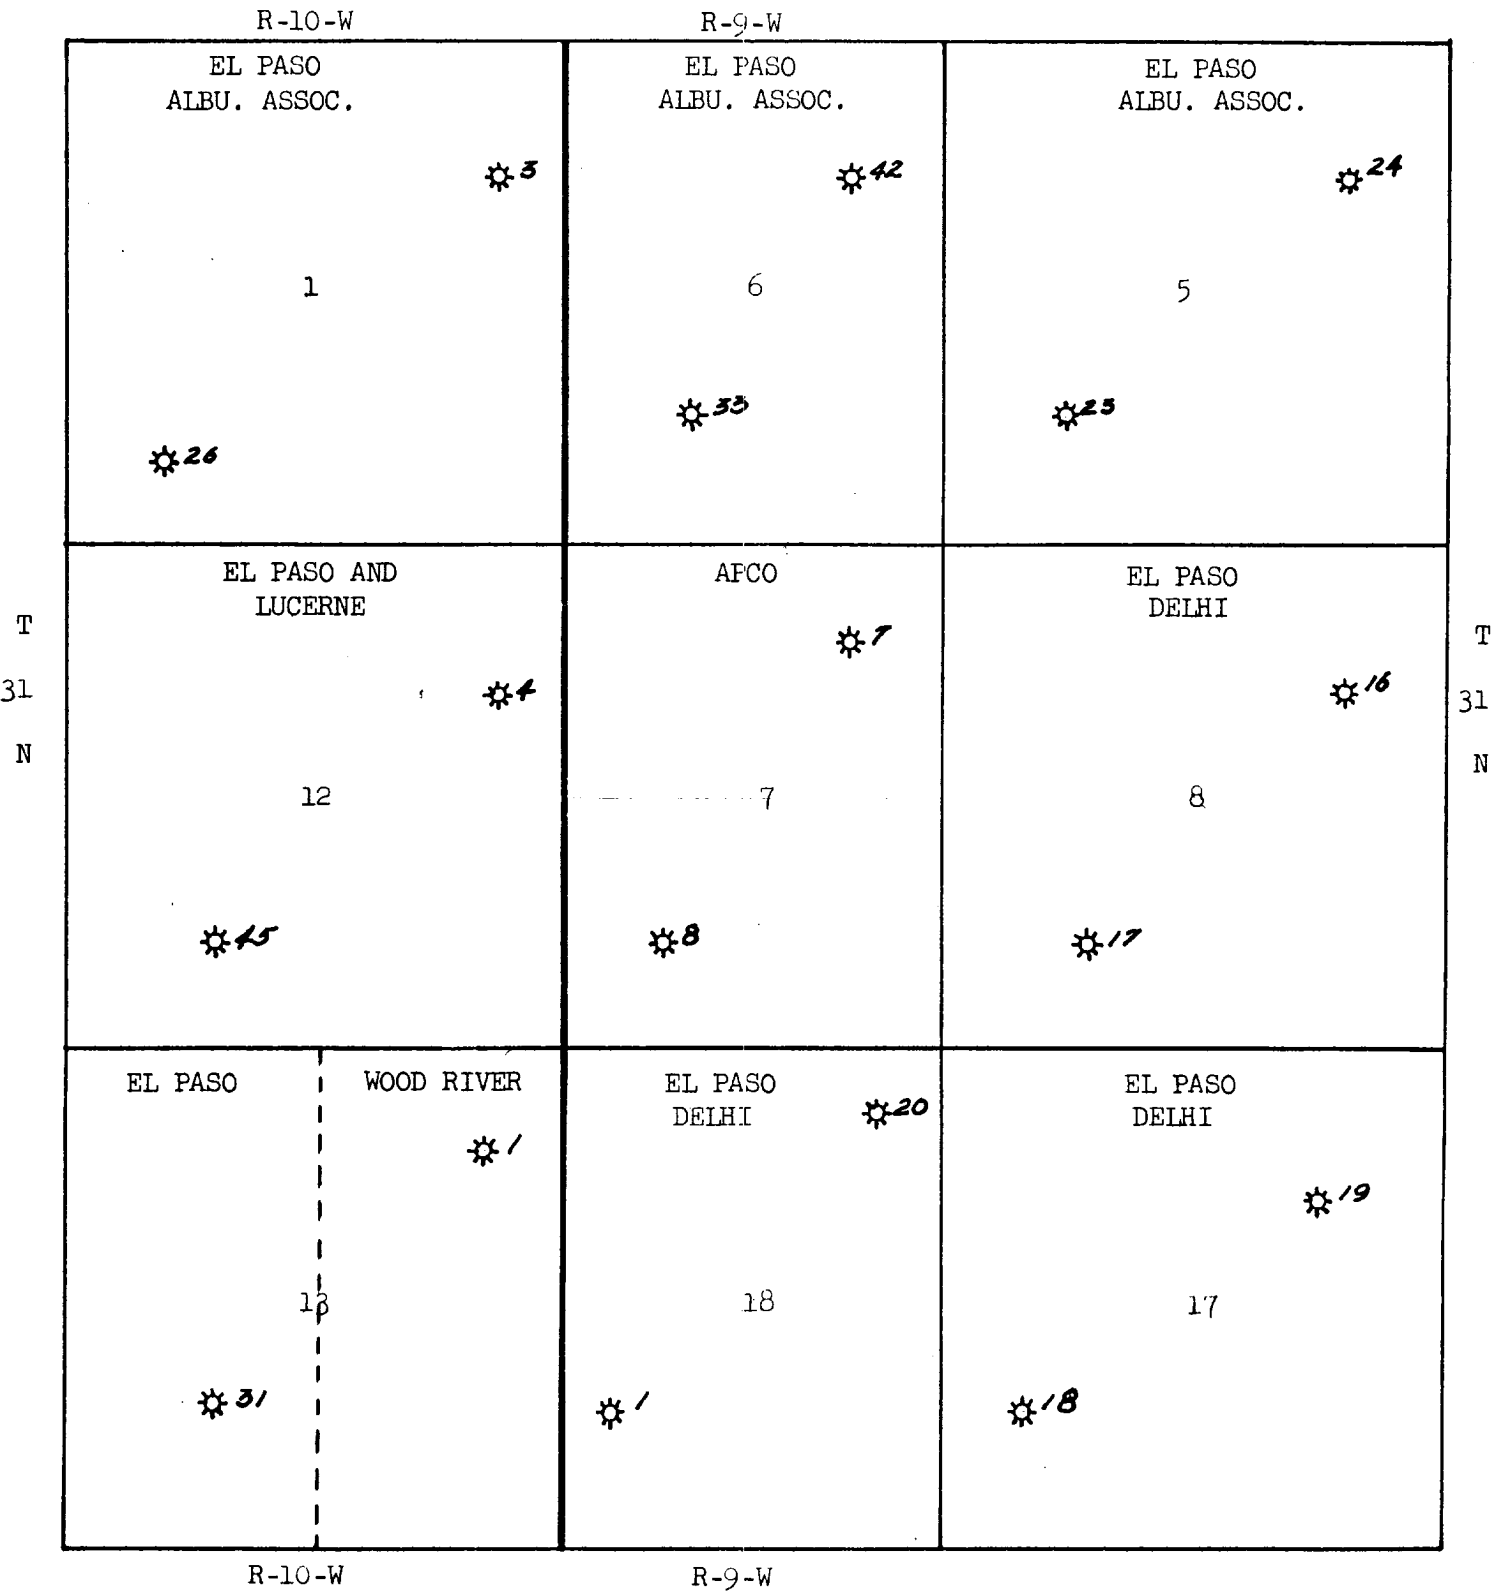 R-10-W
R-9-W
EL PASO
ALBU. ASSOC.
3
1
26
EL PASO
ALBU. ASSOC.
42
6
33
EL PASO
ALBU. ASSOC.
24
5
23
T
31
N
EL PASO AND
LUCERNE
4
12
45
APCO
7
7
8
EL PASO
DELHI
16
8
17
T
31
N
EL PASO
WOOD RIVER
1
13
31
EL PASO
DELHI
20
18
1
EL PASO
DELHI
19
17
18
R-10-W
R-9-W